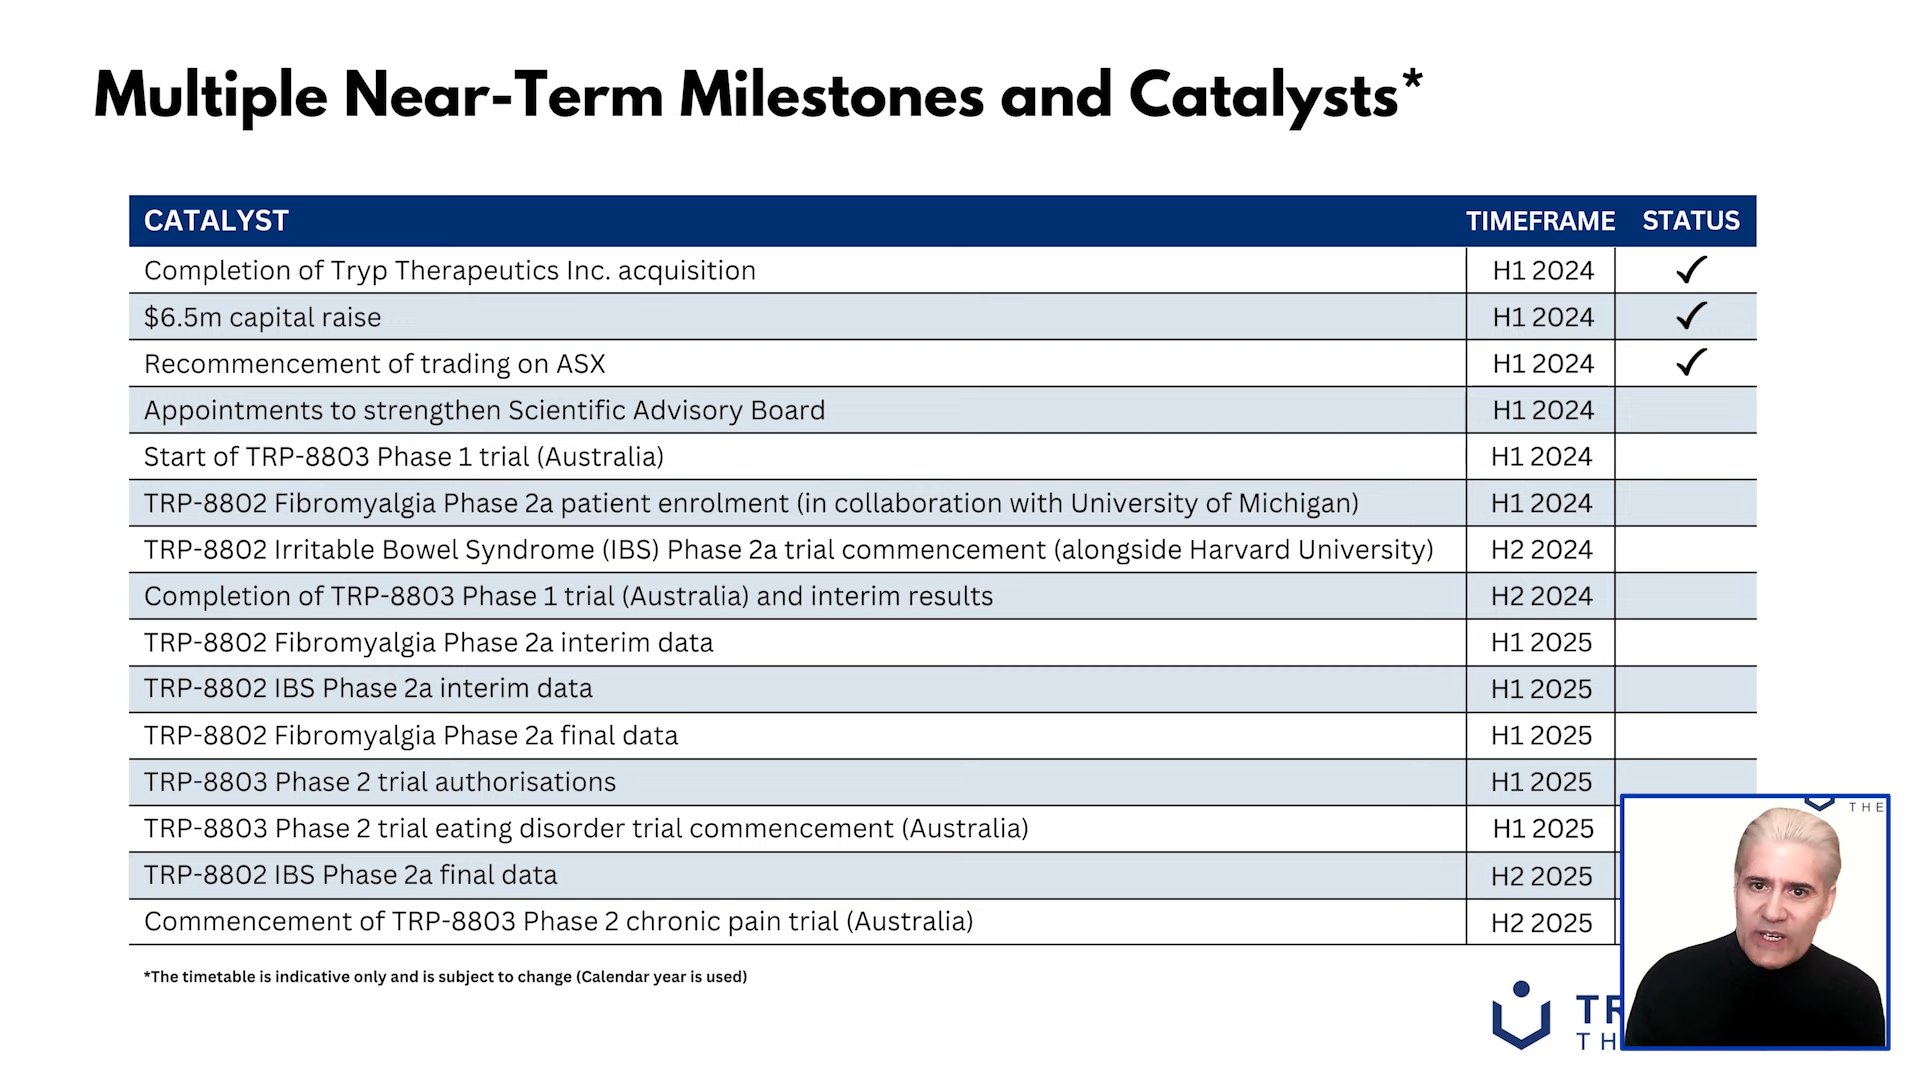 Multiple Near-Term Milestones and Catalysts*
CATALYST TIMEFRAME STATUS
Completion of Tryp Therapeutics Inc. acquisition H1 2024 ✓
$6.5m capital raise H1 2024 ✓
Recommencement of trading on ASX H1 2024 ✓
Appointments to strengthen Scientific Advisory Board H1 2024
Start of TRP-8803 Phase 1 trial (Australia) H1 2024
TRP-8802 Fibromyalgia Phase 2a patient enrolment (in collaboration with University of Michigan) H1 2024
TRP-8802 Irritable Bowel Syndrome (IBS) Phase 2a trial commencement (alongside Harvard University) H2 2024
Completion of TRP-8803 Phase 1 trial (Australia) and interim results H2 2024
TRP-8802 Fibromyalgia Phase 2a interim data H1 2025
TRP-8802 IBS Phase 2a interim data H1 2025
TRP-8802 Fibromyalgia Phase 2a final data H1 2025
TRP-8803 Phase 2 trial authorisations H1 2025
TRP-8803 Phase 2 trial eating disorder trial commencement (Australia) H1 2025
TRP-8802 IBS Phase 2a final data H2 2025
Commencement of TRP-8803 Phase 2 chronic pain trial (Australia) H2 2025
*The timetable is indicative only and is subject to change (Calendar year is used)
THE